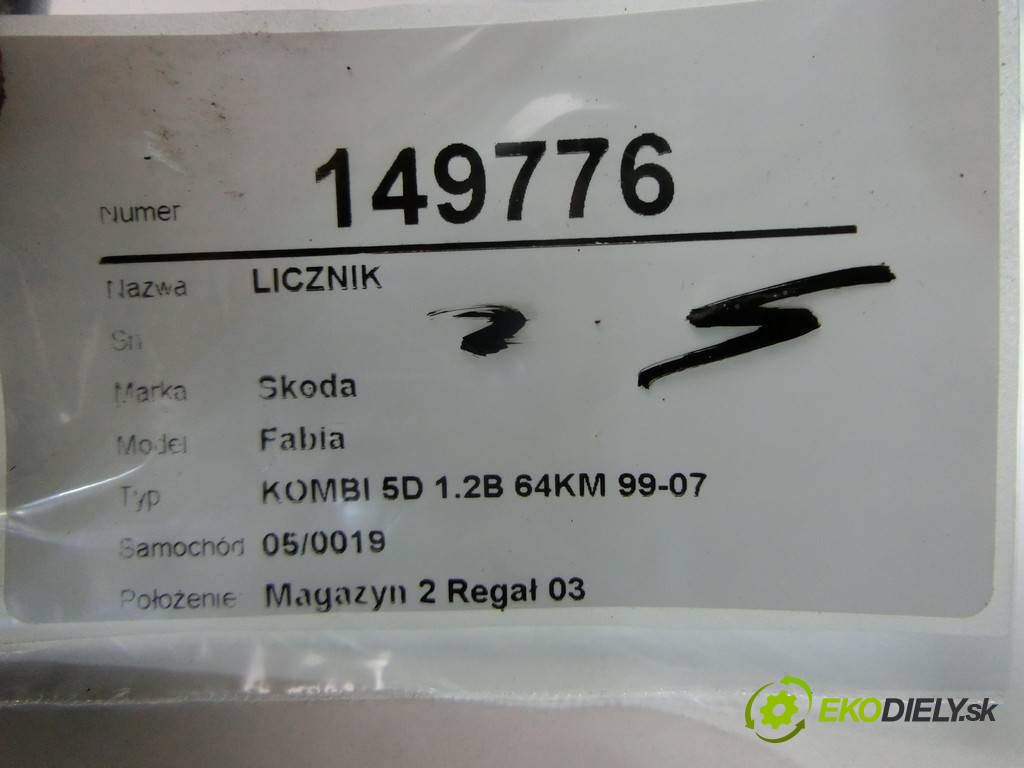 Numer 149776
Nazwa LICZNIK
Sn
Marka Skoda
Model Fabia
Typ KOMBI 5D 1.2B 64KM 99-07
Samochód 05/0019
Położenie Magazyn 2 Regał 03
EKODIELY.sk